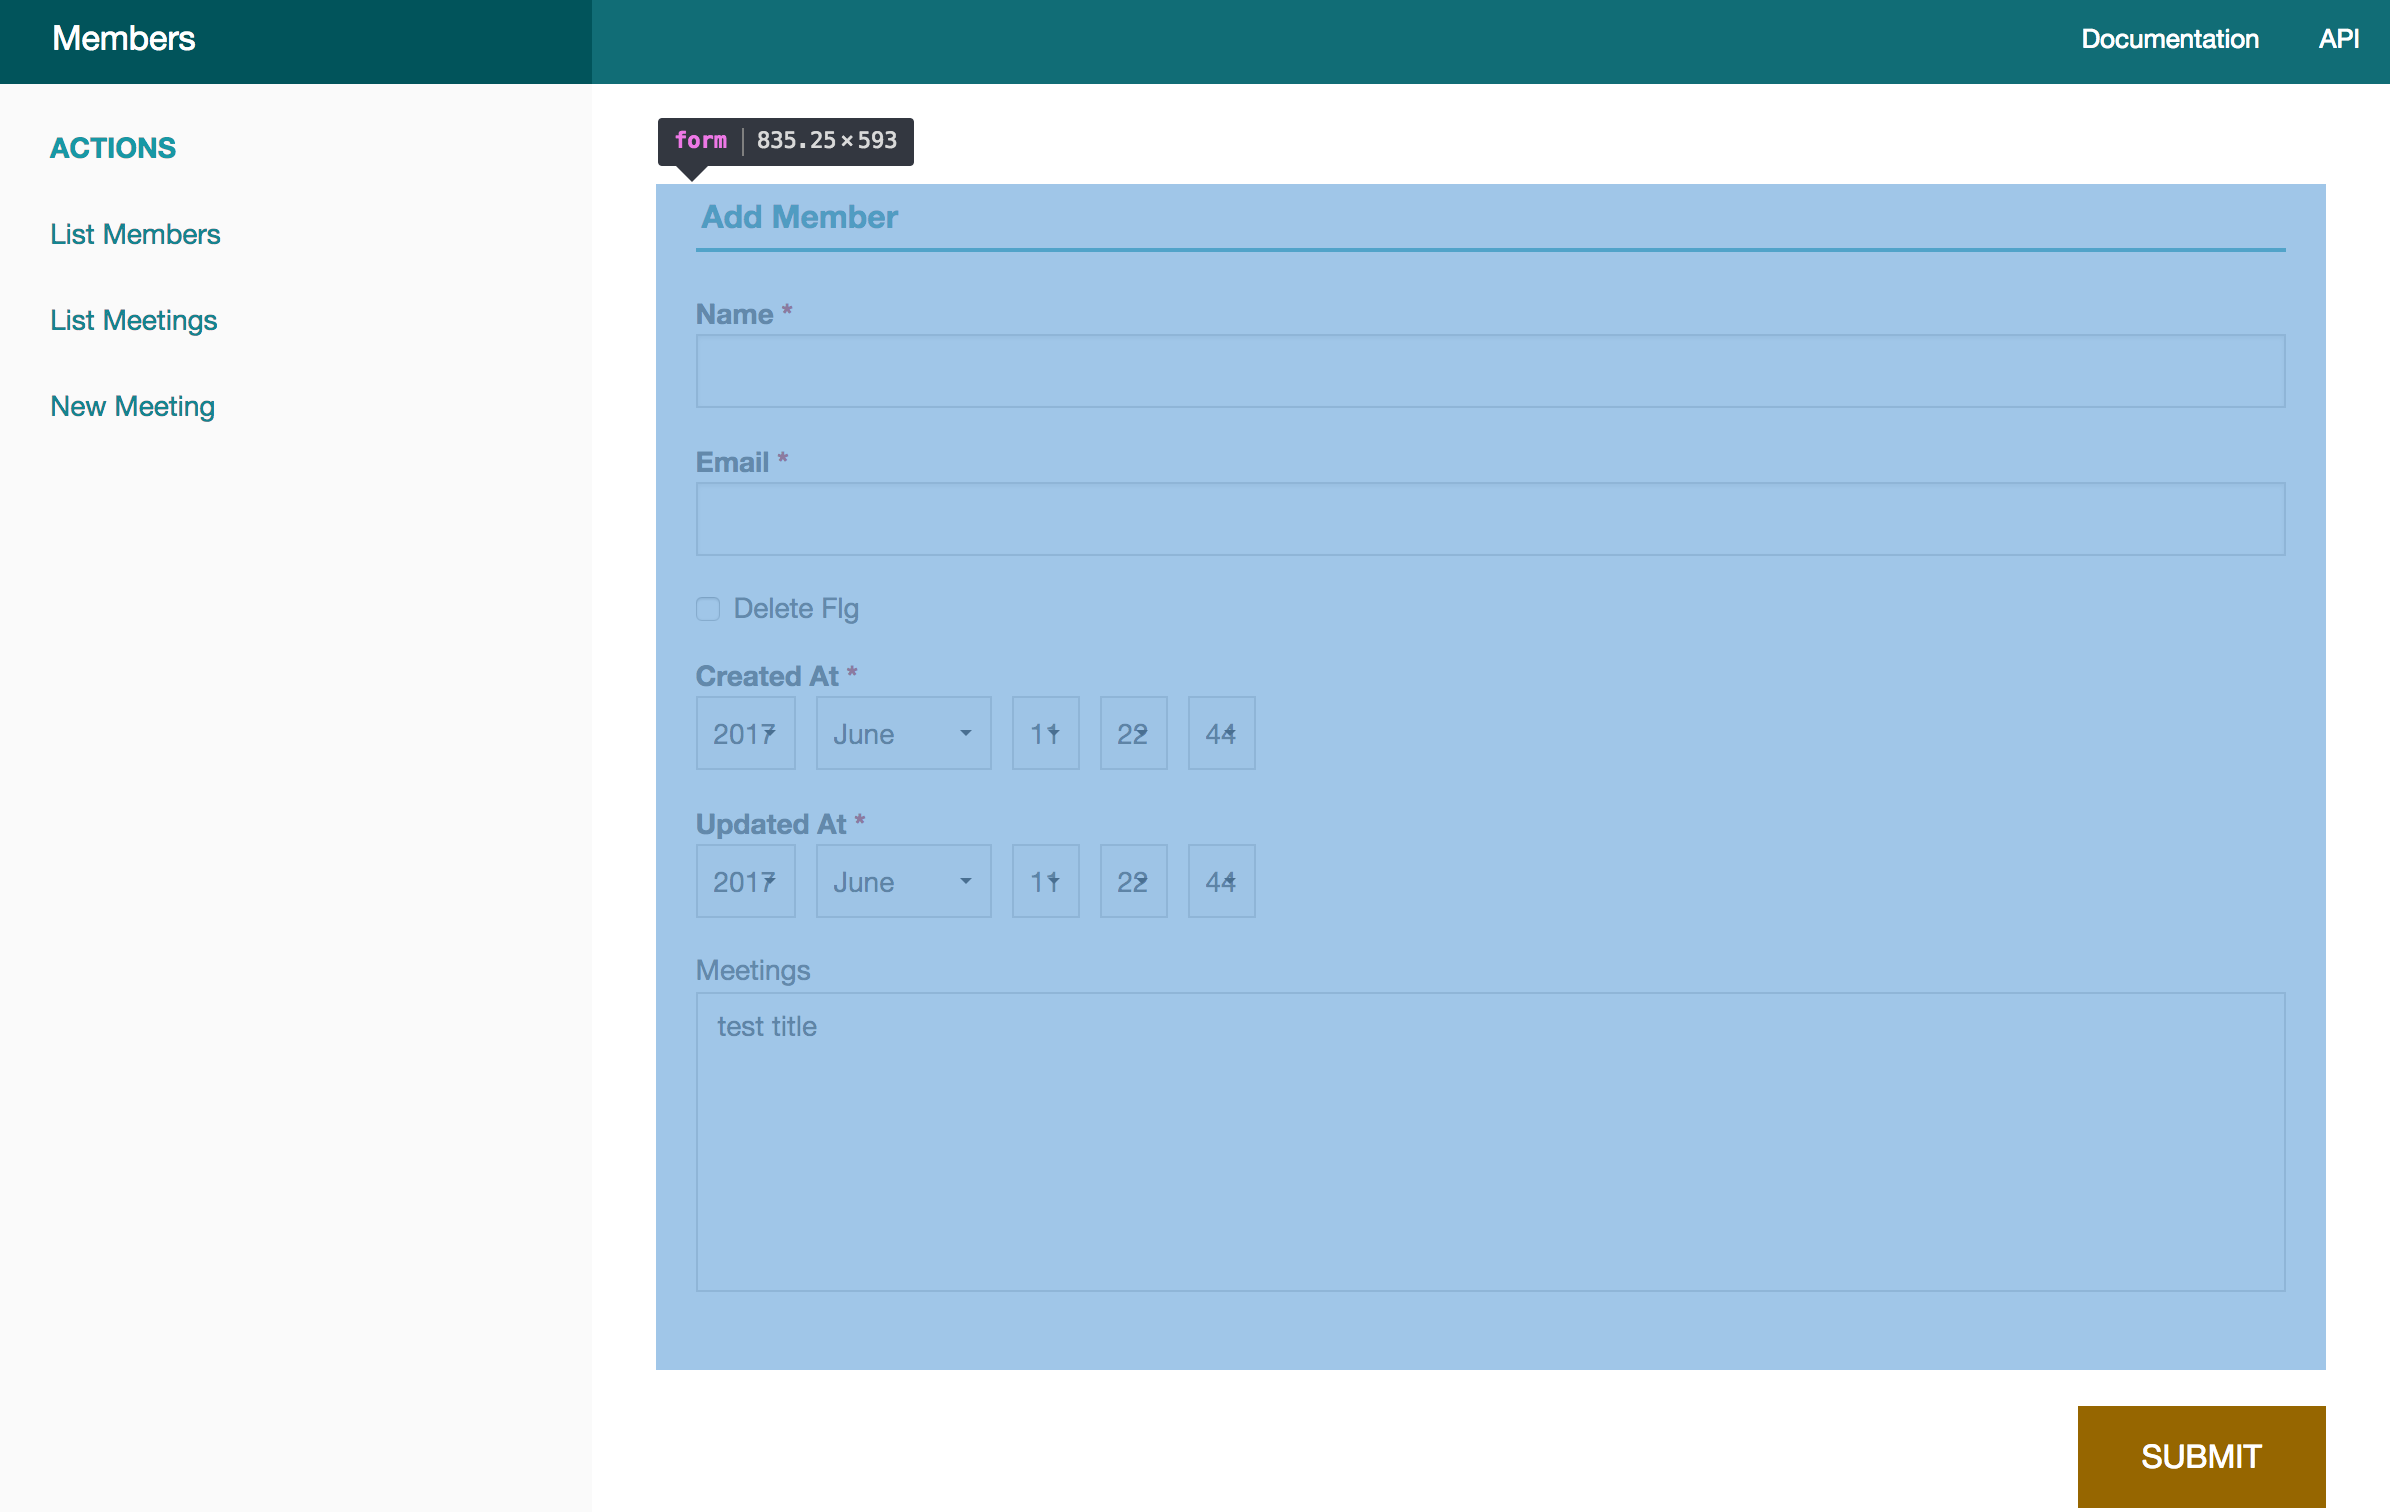 Members
Documentation API
ACTIONS
List Members
List Meetings
New Meeting
form 835.25×593
Add Member
Name *
Email *
Delete Flg
Created At *
2017 June 11 22 44
Updated At *
2017 June 11 22 44
Meetings
test title
SUBMIT